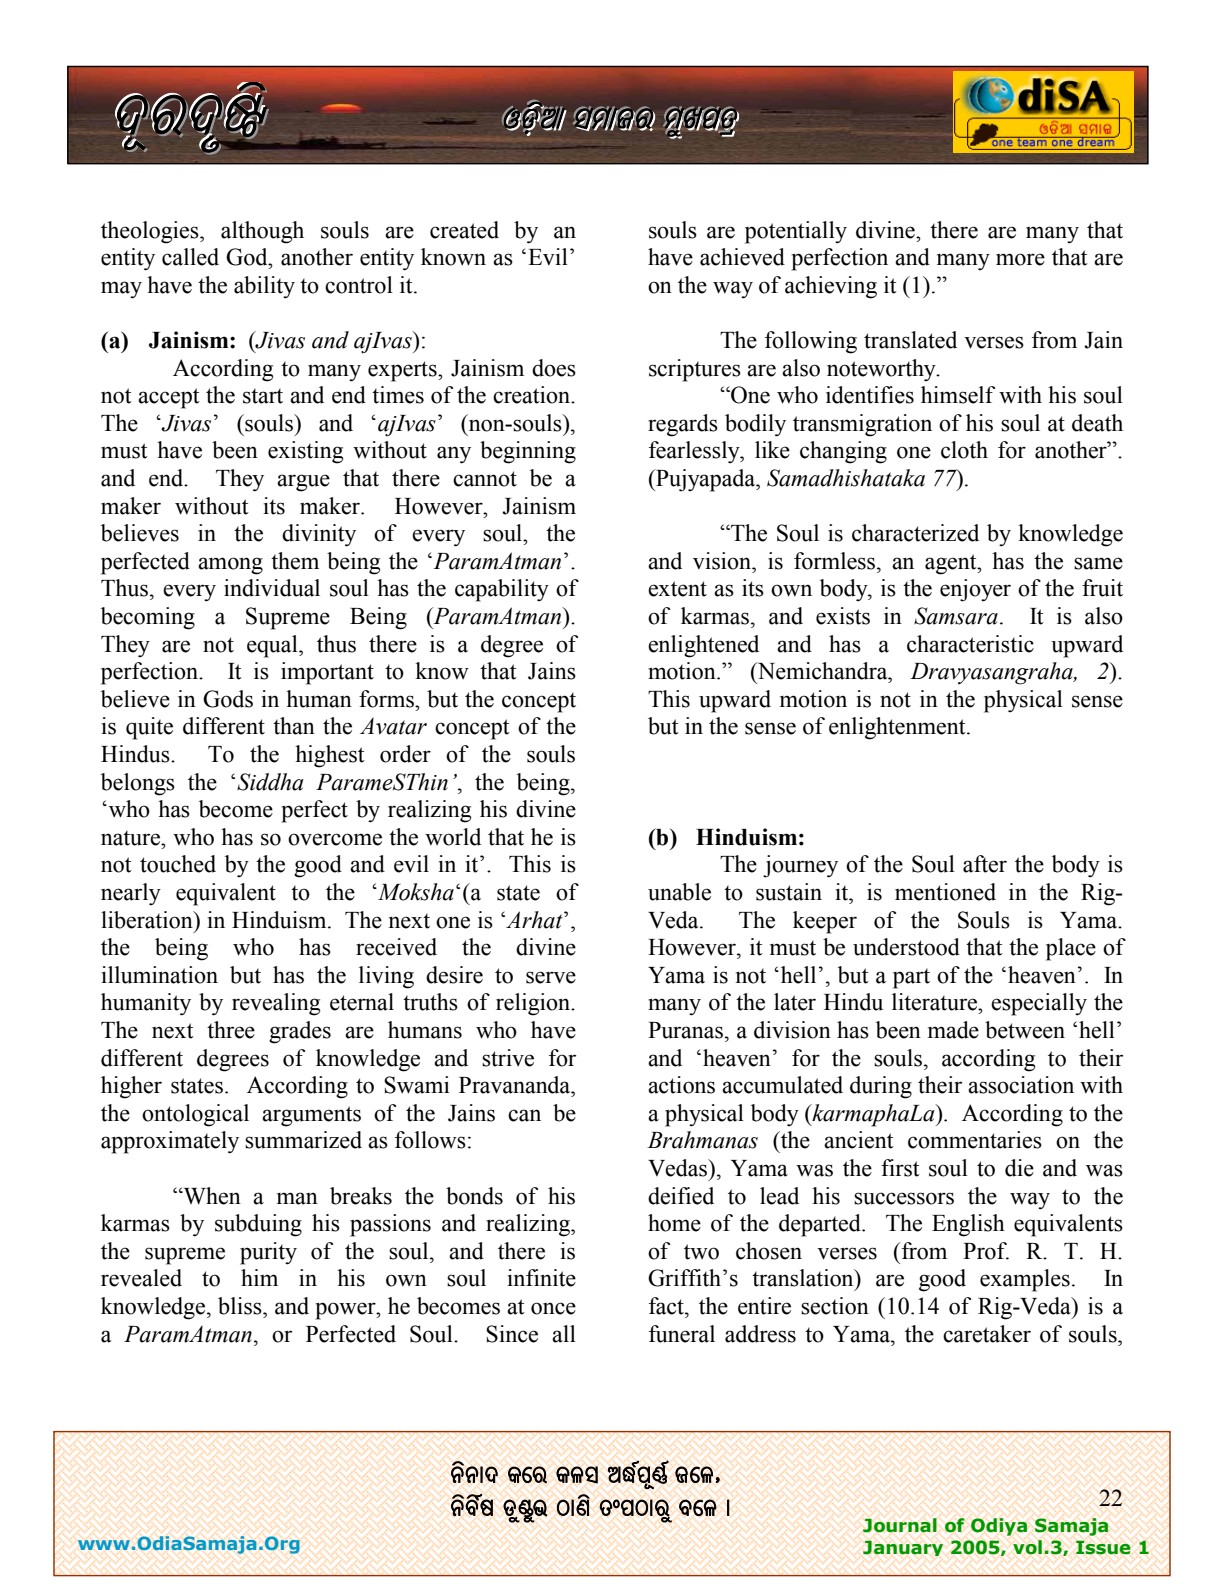 ଦୂରଦୃଷ୍ଟି
ଓଡ଼ିଆ ସମାଜର ମୁଖପତ୍ର
diSA
ଓଡିଆ ସମାଜ
one team one dream
theologies, although souls are created by an
entity called God, another entity known as ‘Evil’
may have the ability to control it.
(a) Jainism: (Jivas and ajIvas):
According to many experts, Jainism does
not accept the start and end times of the creation.
The ‘Jivas’ (souls) and ‘ajIvas’ (non-souls),
must have been existing without any beginning
and end. They argue that there cannot be a
maker without its maker. However, Jainism
believes in the divinity of every soul, the
perfected among them being the ‘ParamAtman’.
Thus, every individual soul has the capability of
becoming a Supreme Being (ParamAtman).
They are not equal, thus there is a degree of
perfection. It is important to know that Jains
believe in Gods in human forms, but the concept
is quite different than the Avatar concept of the
Hindus. To the highest order of the souls
belongs the ‘Siddha ParameSThin’, the being,
‘who has become perfect by realizing his divine
nature, who has so overcome the world that he is
not touched by the good and evil in it’. This is
nearly equivalent to the ‘Moksha‘(a state of
liberation) in Hinduism. The next one is ‘Arhat’,
the being who has received the divine
illumination but has the living desire to serve
humanity by revealing eternal truths of religion.
The next three grades are humans who have
different degrees of knowledge and strive for
higher states. According to Swami Pravananda,
the ontological arguments of the Jains can be
approximately summarized as follows:
“When a man breaks the bonds of his
karmas by subduing his passions and realizing,
the supreme purity of the soul, and there is
revealed to him in his own soul infinite
knowledge, bliss, and power, he becomes at once
a ParamAtman, or Perfected Soul. Since all
souls are potentially divine, there are many that
have achieved perfection and many more that are
on the way of achieving it (1).”
The following translated verses from Jain
scriptures are also noteworthy.
“One who identifies himself with his soul
regards bodily transmigration of his soul at death
fearlessly, like changing one cloth for another”.
(Pujyapada, Samadhishataka 77).
“The Soul is characterized by knowledge
and vision, is formless, an agent, has the same
extent as its own body, is the enjoyer of the fruit
of karmas, and exists in Samsara. It is also
enlightened and has a characteristic upward
motion.” (Nemichandra, Dravyasangraha, 2).
This upward motion is not in the physical sense
but in the sense of enlightenment.
(b) Hinduism:
The journey of the Soul after the body is
unable to sustain it, is mentioned in the Rig-
Veda. The keeper of the Souls is Yama.
However, it must be understood that the place of
Yama is not ‘hell’, but a part of the ‘heaven’. In
many of the later Hindu literature, especially the
Puranas, a division has been made between ‘hell’
and ‘heaven’ for the souls, according to their
actions accumulated during their association with
a physical body (karmaphaLa). According to the
Brahmanas (the ancient commentaries on the
Vedas), Yama was the first soul to die and was
deified to lead his successors the way to the
home of the departed. The English equivalents
of two chosen verses (from Prof. R. T. H.
Griffith’s translation) are good examples. In
fact, the entire section (10.14 of Rig-Veda) is a
funeral address to Yama, the caretaker of souls,
ନିନାଦ କରେ କଳସ ଅର୍ଦ୍ଧପୂର୍ଣ୍ଣ ଜଳେ,
ନିର୍ବିଷ ଡୁଣ୍ଡୁଭ ଠାଣି ତଂପଠାରୁ ବଳେ ।
22
www.OdiaSamaja.Org
Journal of Odiya Samaja
January 2005, vol.3, Issue 1